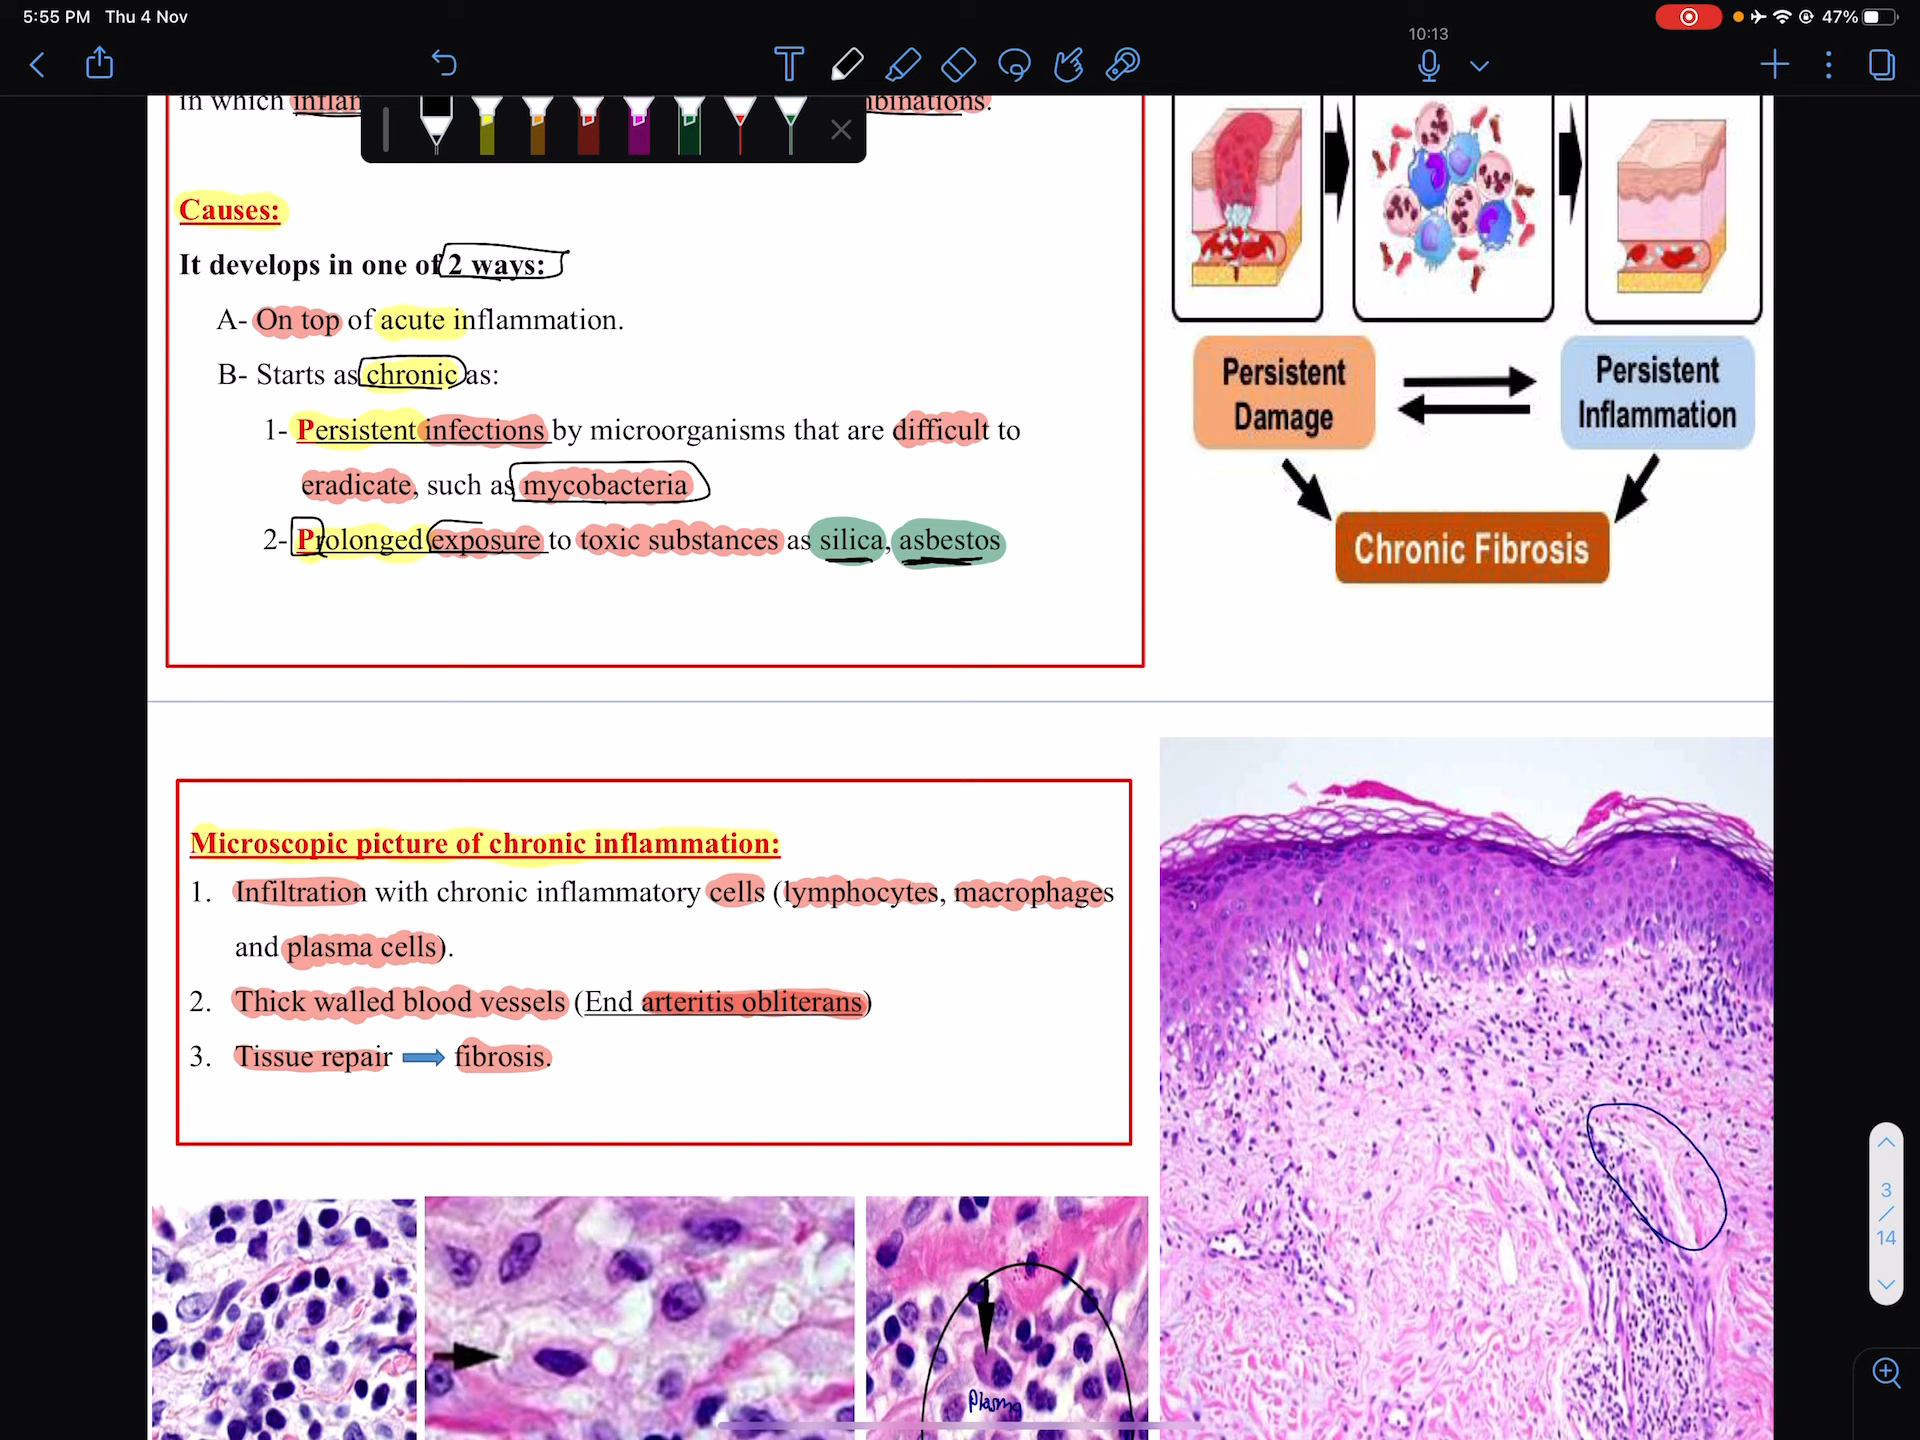 5:55 PM Thu 4 Nov
47%
10:13
in which
Causes:
It develops in one of 2 ways:
A- On top of acute inflammation.
B- Starts as chronic as:
1- Persistent infections by microorganisms that are difficult to
eradicate, such as mycobacteria
2- Prolonged exposure to toxic substances as silica, asbestos
Persistent
Damage
Persistent
Inflammation
Chronic Fibrosis
Microscopic picture of chronic inflammation:
1. Infiltration with chronic inflammatory cells (lymphocytes, macrophages
and plasma cells).
2. Thick walled blood vessels (End arteritis obliterans)
3. Tissue repair fibrosis.
Plasma
3
/
14